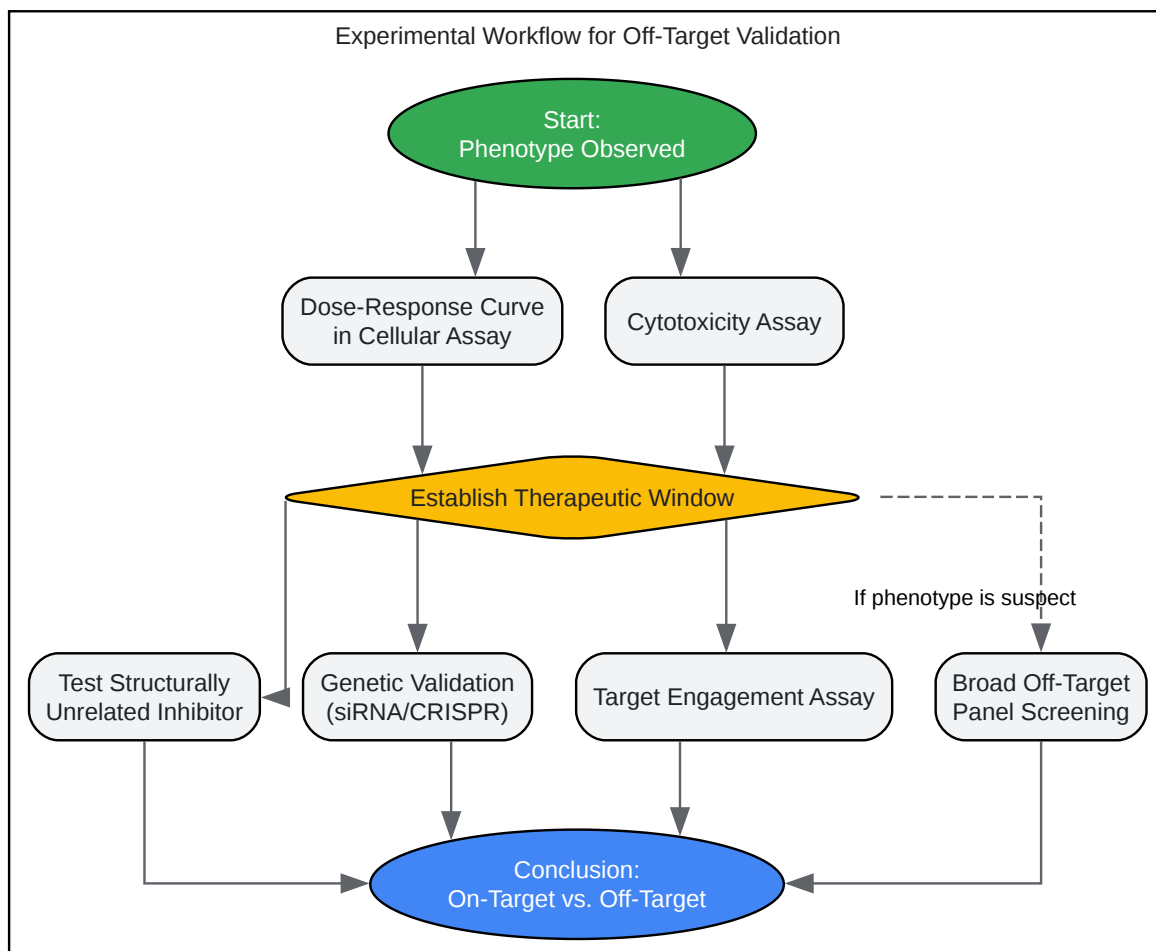 Experimental Workflow for Off-Target Validation
Start:
Phenotype Observed
Dose-Response Curve
in Cellular Assay
Cytotoxicity Assay
Establish Therapeutic Window
If phenotype is suspect
Test Structurally
Unrelated Inhibitor
Genetic Validation
(siRNA/CRISPR)
Target Engagement Assay
Broad Off-Target
Panel Screening
Conclusion:
On-Target vs. Off-Target